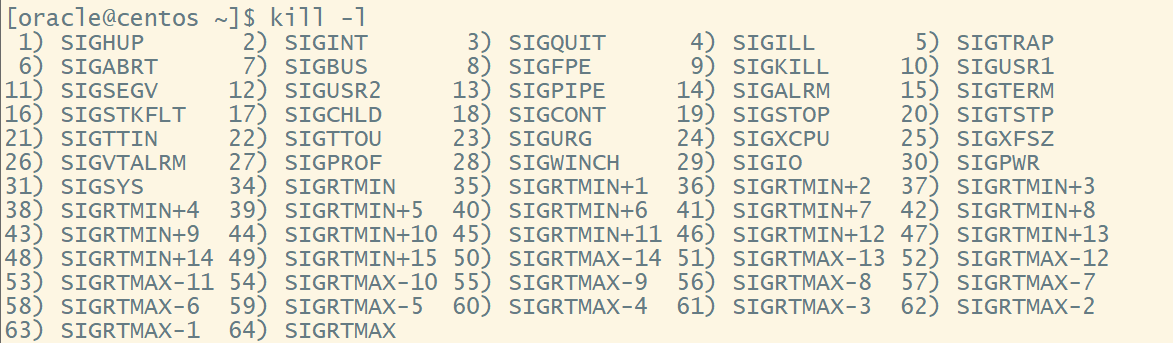 [oracle@centos ~]$ kill -l
 1) SIGHUP       2) SIGINT       3) SIGQUIT      4) SIGILL       5) SIGTRAP
 6) SIGABRT      7) SIGBUS       8) SIGFPE       9) SIGKILL     10) SIGUSR1
11) SIGSEGV     12) SIGUSR2     13) SIGPIPE     14) SIGALRM     15) SIGTERM
16) SIGSTKFLT   17) SIGCHLD     18) SIGCONT     19) SIGSTOP     20) SIGTSTP
21) SIGTTIN     22) SIGTTOU     23) SIGURG      24) SIGXCPU     25) SIGXFSZ
26) SIGVTALRM   27) SIGPROF     28) SIGWINCH    29) SIGIO       30) SIGPWR
31) SIGSYS      34) SIGRTMIN    35) SIGRTMIN+1  36) SIGRTMIN+2  37) SIGRTMIN+3
38) SIGRTMIN+4  39) SIGRTMIN+5  40) SIGRTMIN+6  41) SIGRTMIN+7  42) SIGRTMIN+8
43) SIGRTMIN+9  44) SIGRTMIN+10 45) SIGRTMIN+11 46) SIGRTMIN+12 47) SIGRTMIN+13
48) SIGRTMIN+14 49) SIGRTMIN+15 50) SIGRTMAX-14 51) SIGRTMAX-13 52) SIGRTMAX-12
53) SIGRTMAX-11 54) SIGRTMAX-10 55) SIGRTMAX-9  56) SIGRTMAX-8  57) SIGRTMAX-7
58) SIGRTMAX-6  59) SIGRTMAX-5  60) SIGRTMAX-4  61) SIGRTMAX-3  62) SIGRTMAX-2
63) SIGRTMAX-1  64) SIGRTMAX